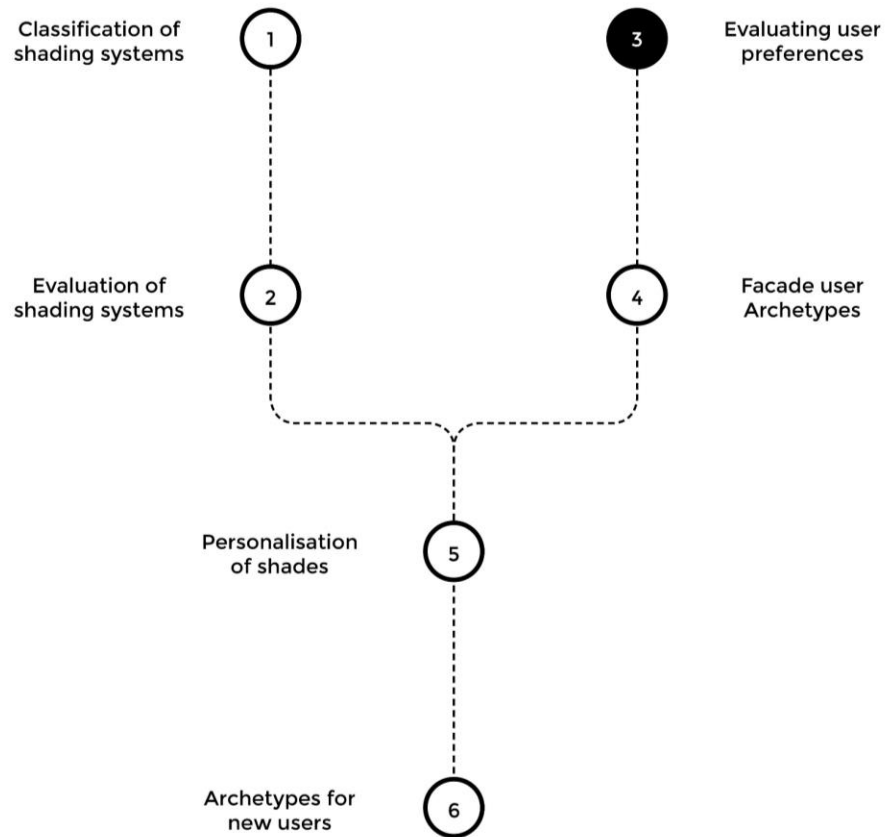 Classification of
shading systems
1
3
Evaluating user
preferences
Evaluation of
shading systems
2
4
Facade user
Archetypes
Personalisation
of shades
5
Archetypes for
new users
6